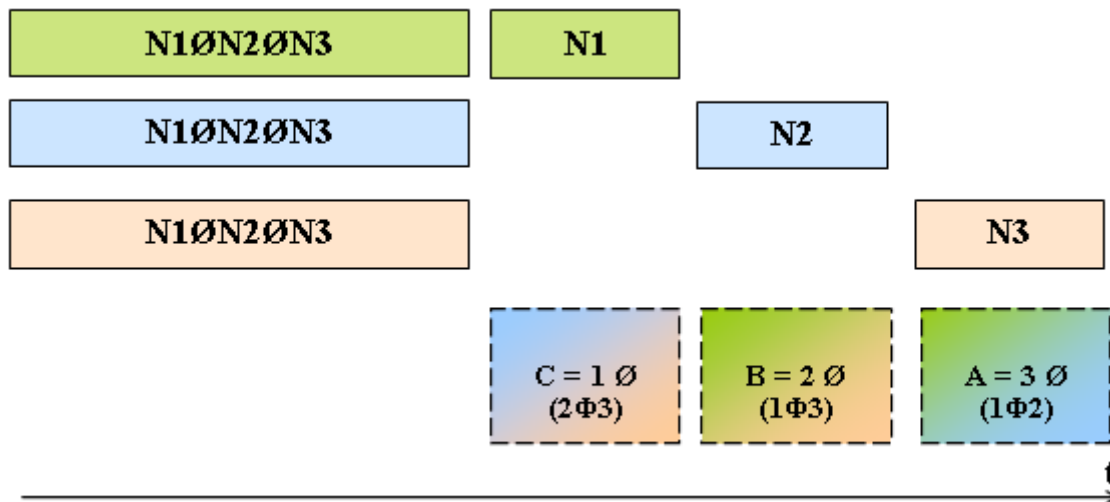 N1ØN2ØN3 N1
N1ØN2ØN3 N2
N1ØN2ØN3 N3
C = 1 Ø B = 2 Ø A = 3 Ø
(2Φ3) (1Φ3) (1Φ2)
t